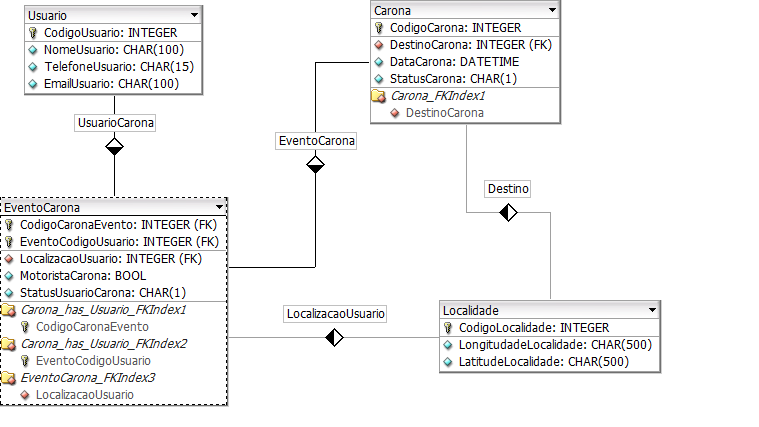 Usuario
CodigoUsuario: INTEGER
NomeUsuario: CHAR(100)
TelefoneUsuario: CHAR(15)
EmailUsuario: CHAR(100)
Carona
CodigoCarona: INTEGER
DestinoCarona: INTEGER (FK)
DataCarona: DATETIME
StatusCarona: CHAR(1)
Carona_FKIndex1
DestinoCarona
UsuarioCarona
EventoCarona
Destino
EventoCarona
CodigoCaronaEvento: INTEGER (FK)
EventoCodigoUsuario: INTEGER (FK)
LocalizacaoUsuario: INTEGER (FK)
MotoristaCarona: BOOL
StatusUsuarioCarona: CHAR(1)
Carona_has_Usuario_FKIndex1
CodigoCaronaEvento
Carona_has_Usuario_FKIndex2
EventoCodigoUsuario
EventoCarona_FKIndex3
LocalizacaoUsuario
LocalizacaoUsuario
Localidade
CodigoLocalidade: INTEGER
LongitudadeLocalidade: CHAR(500)
LatitudeLocalidade: CHAR(500)